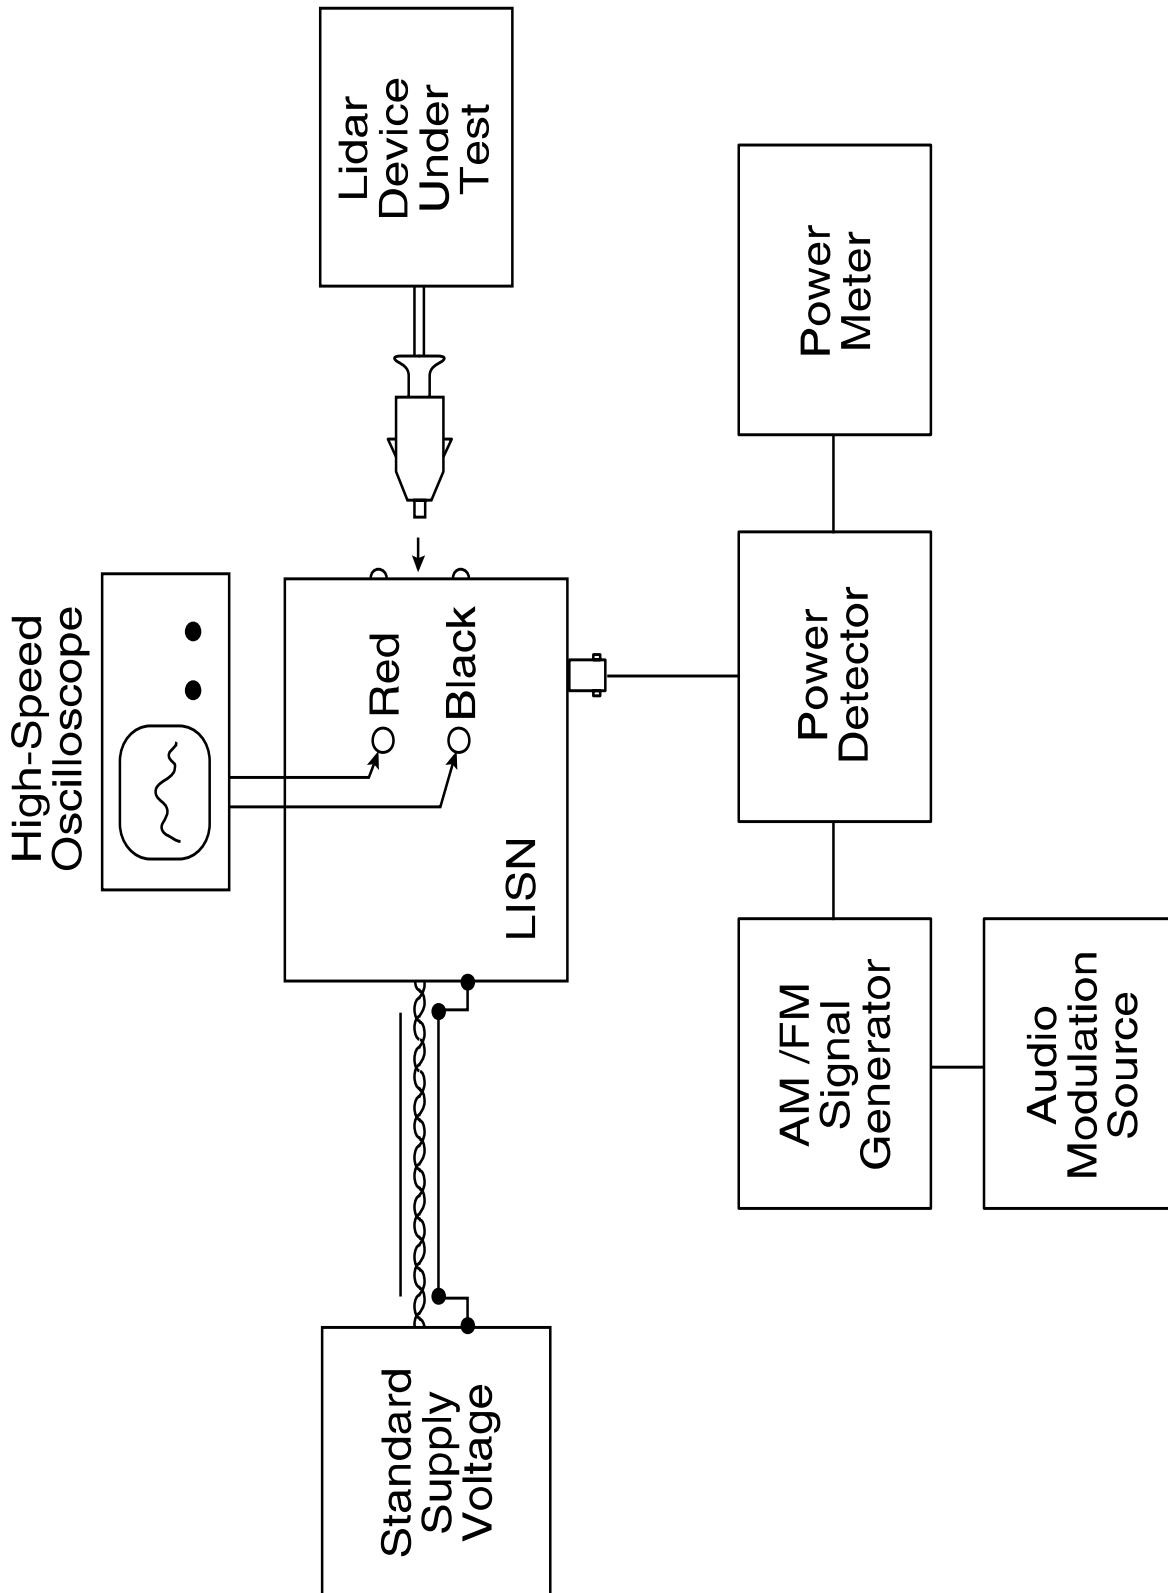 High-Speed
Oscilloscope
Standard
Supply
Voltage
LISN
Red
Black
Lidar
Device
Under
Test
AM /FM
Signal
Generator
Power
Detector
Power
Meter
Audio
Modulation
Source